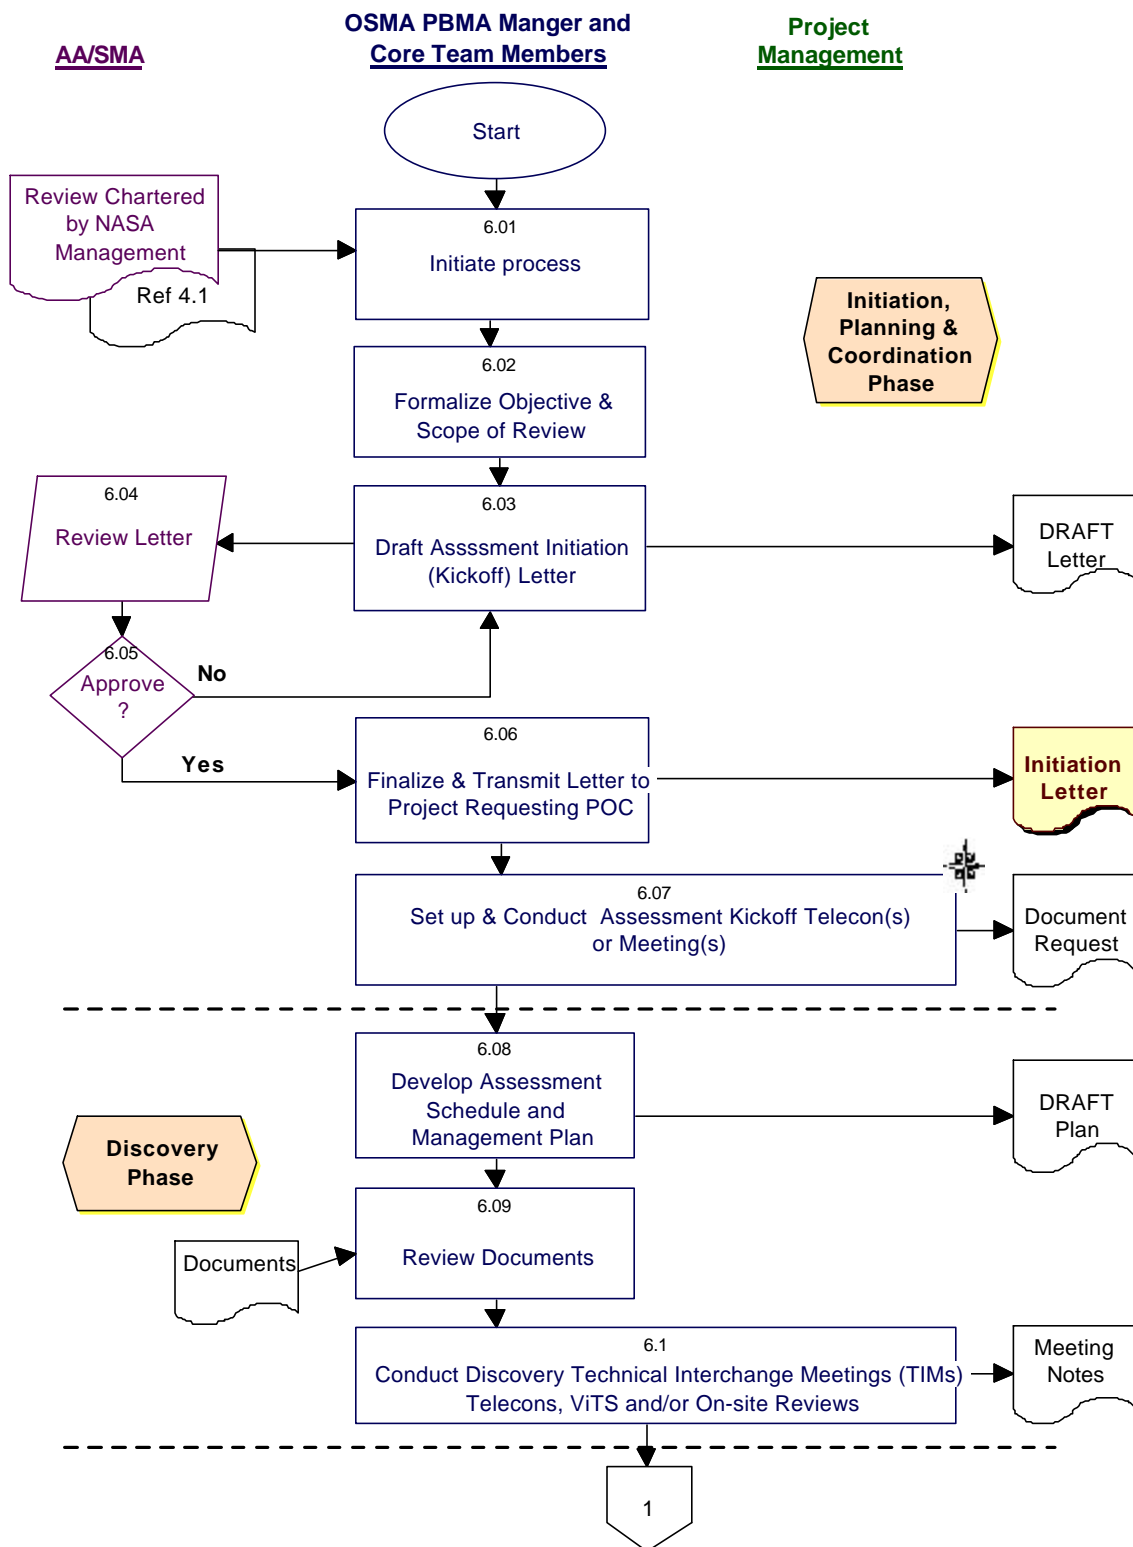 AA/SMA
OSMA PBMA Manger and
Core Team Members
Project
Management
Start
Review Chartered
by NASA
Management
Ref 4.1
6.01
Initiate process
Initiation,
Planning &
Coordination
Phase
6.02
Formalize Objective &
Scope of Review
6.04
Review Letter
6.03
Draft Asssment Initiation
(Kickoff) Letter
DRAFT
Letter
6.05
Approve
?
No
Yes
6.06
Finalize & Transmit Letter to
Project Requesting POC
Initiation
Letter
6.07
Set up & Conduct Assessment Kickoff Telecon(s)
or Meeting(s)
Document
Request
6.08
Develop Assessment
Schedule and
Management Plan
DRAFT
Plan
Discovery
Phase
6.09
Review Documents
Documents
6.1
Conduct Discovery Technical Interchange Meetings (TIMs)
Telecons, ViTS and/or On-site Reviews
Meeting
Notes
1